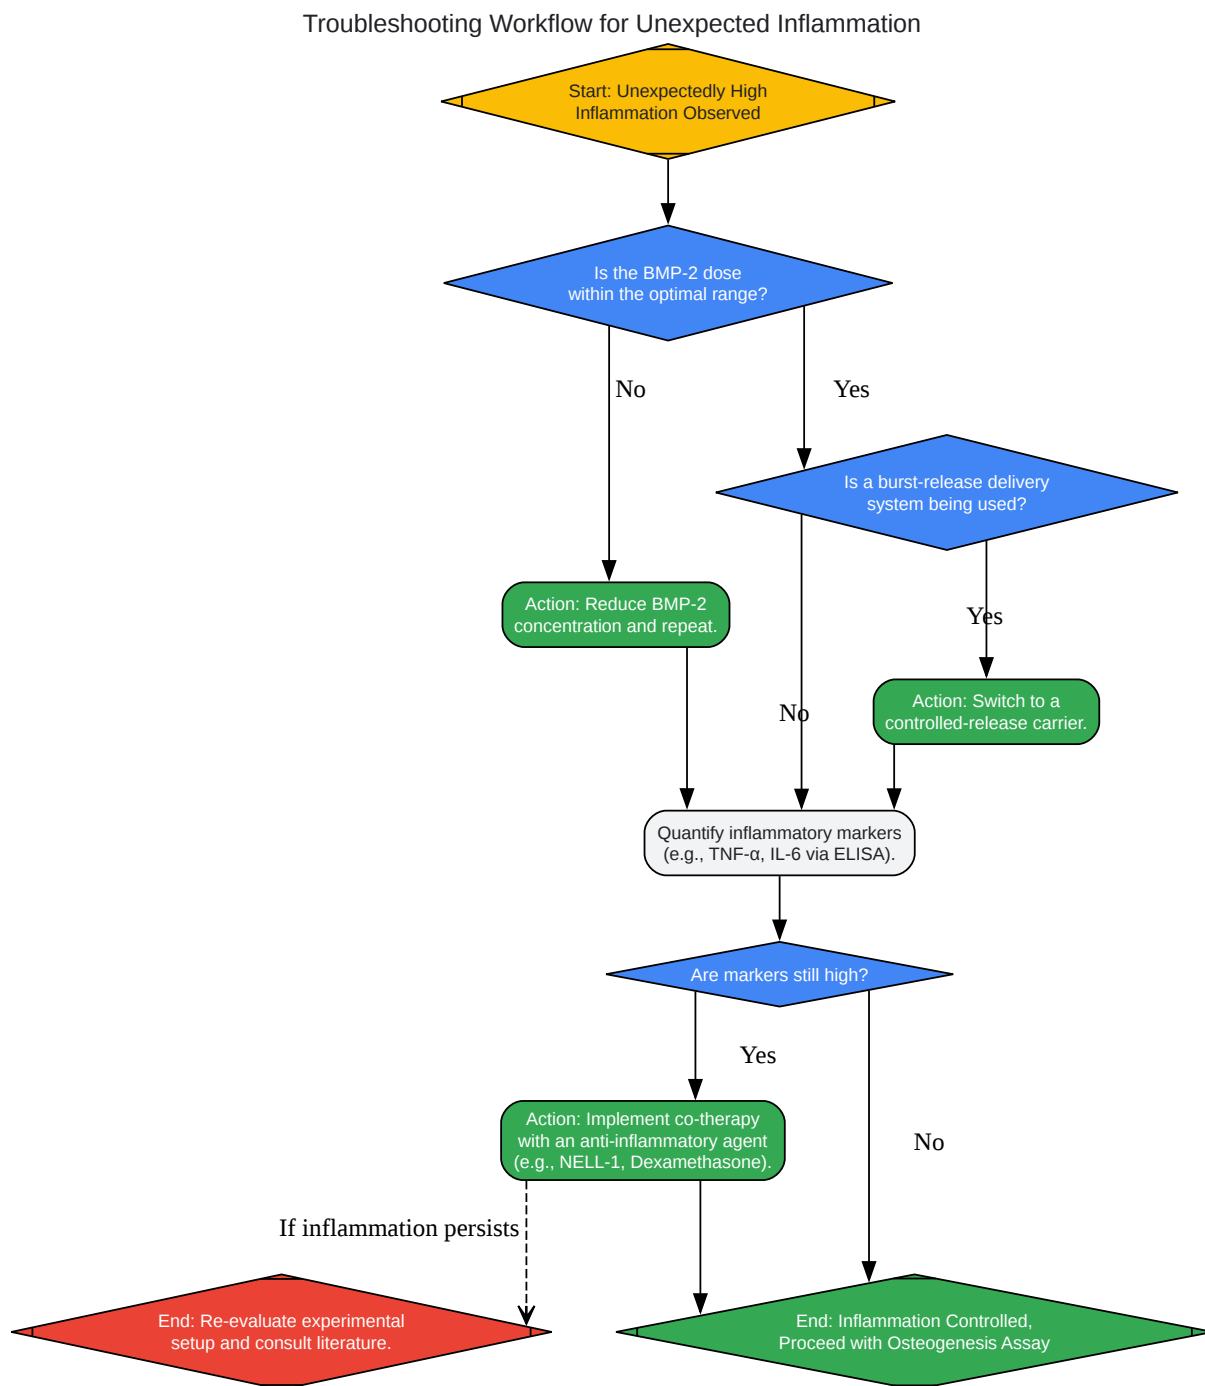 Troubleshooting Workflow for Unexpected Inflammation
Start: Unexpectedly High
Inflammation Observed
Is the BMP-2 dose
within the optimal range?
No
Yes
Is a burst-release delivery
system being used?
Action: Reduce BMP-2
concentration and repeat.
Yes
No
Action: Switch to a
controlled-release carrier.
Quantify inflammatory markers
(e.g., TNF-α, IL-6 via ELISA).
Are markers still high?
Yes
Action: Implement co-therapy
with an anti-inflammatory agent
(e.g., NELL-1, Dexamethasone).
No
If inflammation persists
End: Re-evaluate experimental
setup and consult literature.
End: Inflammation Controlled,
Proceed with Osteogenesis Assay